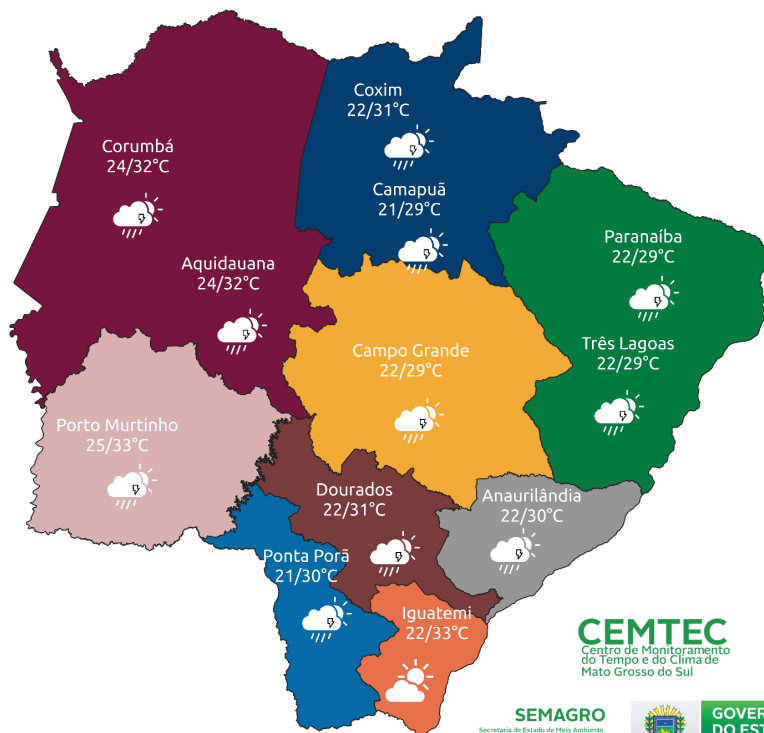 Coxim
22/31°C
Corumbá
24/32°C
Camapuã
21/29°C
Paranaíba
22/29°C
Aquidauana
24/32°C
Campo Grande
22/29°C
Três Lagoas
22/29°C
Porto Murtinho
25/33°C
Dourados
22/31°C
Anaurilândia
22/30°C
Ponta Porã
21/30°C
Iguatemi
22/33°C
CEMTEC
Centro de Monitoramento
do Tempo e do Clima de
Mato Grosso do Sul
SEMAGRO
Secretaria de Estado de Meio Ambiente,
GOVER
DO EST